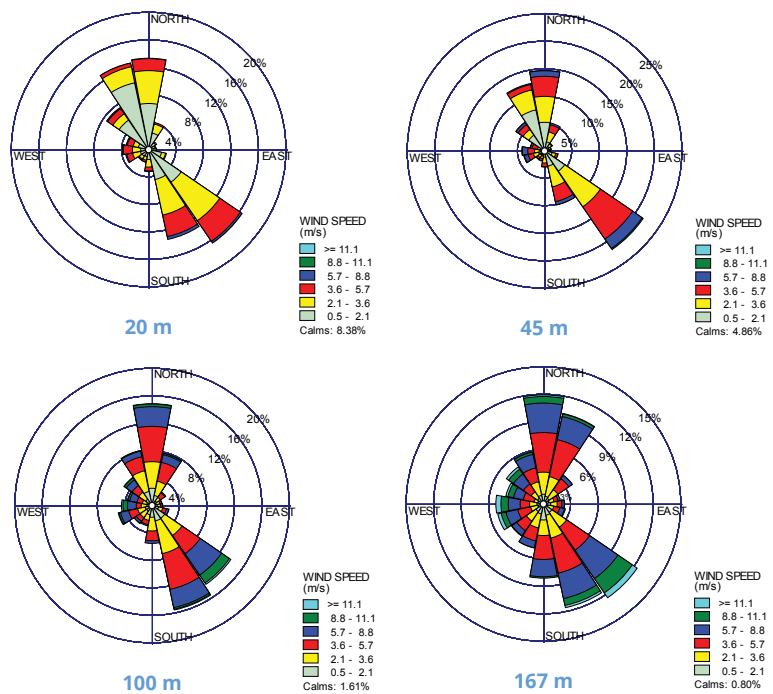 NORTH
20%
16%
12%
8%
4%
WEST
EAST
SOUTH
WIND SPEED
(m/s)
>= 11.1
8.8 - 11.1
5.7 - 8.8
3.6 - 5.7
2.1 - 3.6
0.5 - 2.1
Calms: 8.38%
20 m
NORTH
25%
20%
15%
10%
5%
WEST
EAST
SOUTH
WIND SPEED
(m/s)
>= 11.1
8.8 - 11.1
5.7 - 8.8
3.6 - 5.7
2.1 - 3.6
0.5 - 2.1
Calms: 4.86%
45 m
NORTH
20%
16%
12%
8%
4%
WEST
EAST
SOUTH
WIND SPEED
(m/s)
>= 11.1
8.8 - 11.1
5.7 - 8.8
3.6 - 5.7
2.1 - 3.6
0.5 - 2.1
Calms: 1.61%
100 m
NORTH
15%
12%
9%
6%
3%
WEST
EAST
SOUTH
WIND SPEED
(m/s)
>= 11.1
8.8 - 11.1
5.7 - 8.8
3.6 - 5.7
2.1 - 3.6
0.5 - 2.1
Calms: 0.80%
167 m